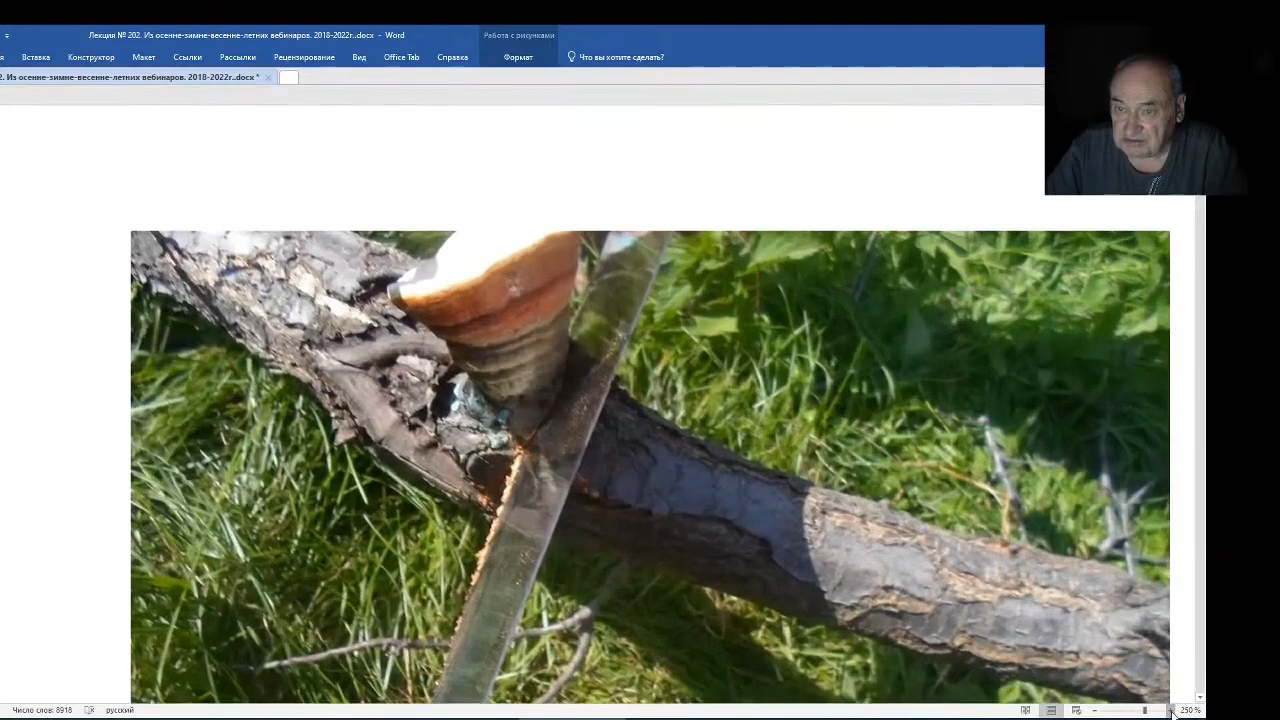 Лекция № 202. Из осенне-зимне-весенне-летних вебинаров. 2018-2022г..docx - Word
Работа с рисунками
Вставка Конструктор Макет Ссылки Рассылки Рецензирование Вид Office Tab Справка Формат Что вы хотите сделать?
2. Из осенне-зимне-весенне-летних вебинаров. 2018-2022г..docx *
Число слов: 8918 русский 250 %